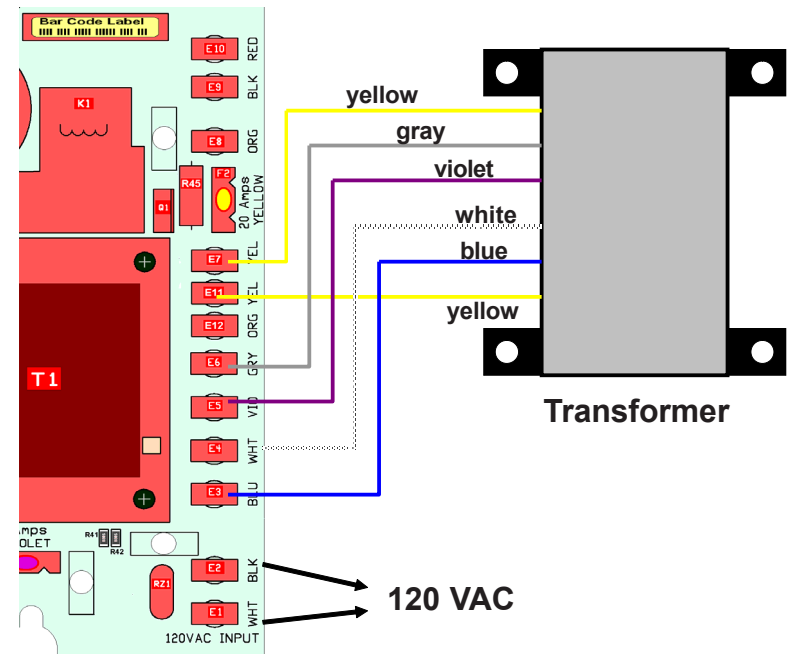 Bar Code Label
E10 RED
E9 BLK
K1
yellow
gray
E8 ORG
violet
R45
F2
20 Amps
YELLOW
Q1
white
blue
E7 YEL
E11 YEL
yellow
E12 ORG
E6 GRY
T1
E5 VIO
Transformer
E4 WHT
E3 BLU
mps
OLET
R41
R42
E2 BLK
RZ1
120 VAC
E1 WHT
120VAC INPUT